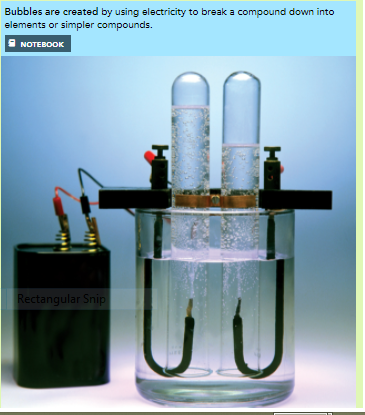 Bubbles are created by using electricity to break a compound down into
elements or simpler compounds.
NOTEBOOK
Rectangular Snip